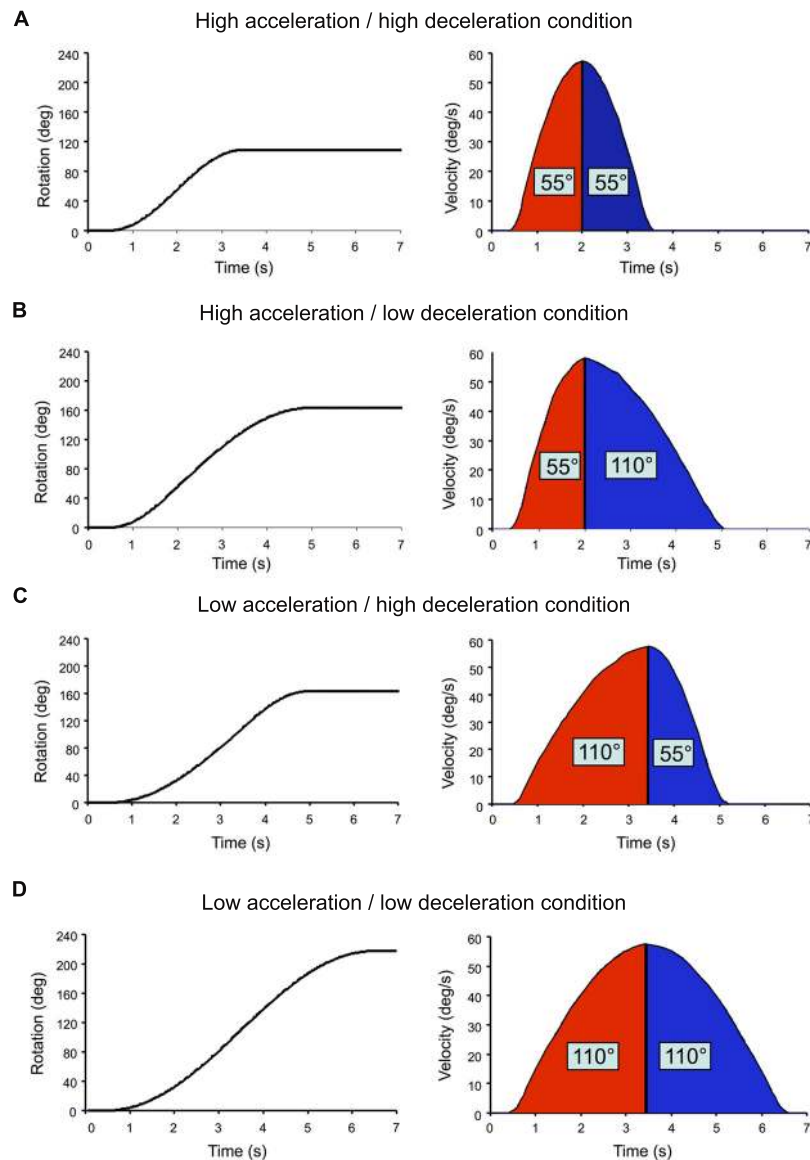 A
High acceleration / high deceleration condition
240
200
160
120
80
40
0
Rotation (deg)
0 1 2 3 4 5 6 7
Time (s)
60
50
40
30
20
10
0
Velocity (deg/s)
55° 55°
0 1 2 3 4 5 6 7
Time (s)
B
High acceleration / low deceleration condition
240
200
160
120
80
40
0
Rotation (deg)
0 1 2 3 4 5 6 7
Time (s)
60
50
40
30
20
10
0
Velocity (deg/s)
55° 110°
0 1 2 3 4 5 6 7
Time (s)
C
Low acceleration / high deceleration condition
240
200
160
120
80
40
0
Rotation (deg)
0 1 2 3 4 5 6 7
Time (s)
60
50
40
30
20
10
0
Velocity (deg/s)
110° 55°
0 1 2 3 4 5 6 7
Time (s)
D
Low acceleration / low deceleration condition
240
200
160
120
80
40
0
Rotation (deg)
0 1 2 3 4 5 6 7
Time (s)
60
50
40
30
20
10
0
Velocity (deg/s)
110° 110°
0 1 2 3 4 5 6 7
Time (s)